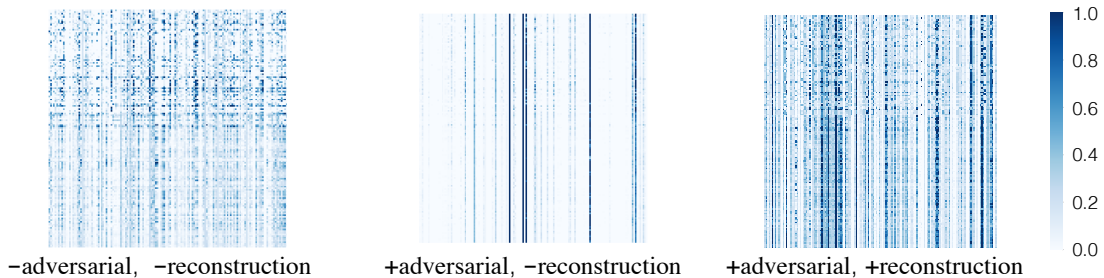 1.0
0.8
0.6
0.4
0.2
0.0
−adversarial, −reconstruction
+adversarial, −reconstruction
+adversarial, +reconstruction